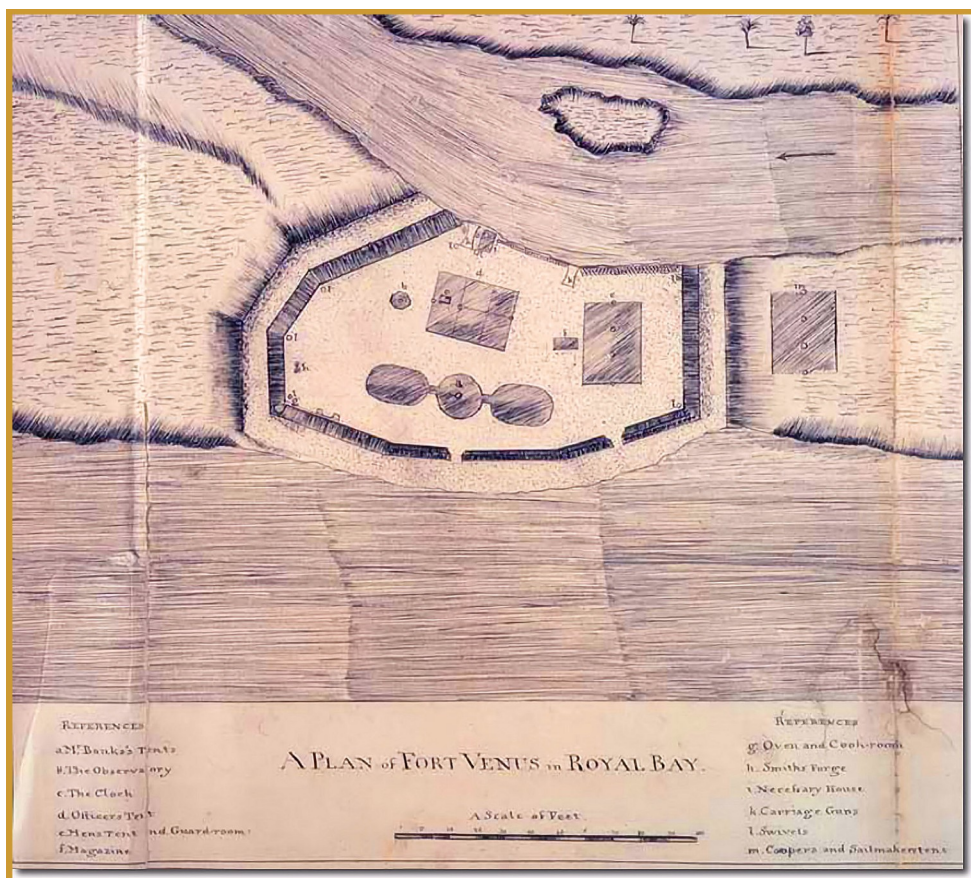 REFERENCES
a Mr. Banks's Tents
b. The Observatory
c. The Clock
d Officers Tent
e Mens Tent and Guard-room
f. Magazine
A PLAN of FORT VENUS in ROYAL BAY.
A Scale of Feet.
REFERENCES
g. Oven and Cook-room
h. Smiths Forge
i. Necessary House
k. Carriage Guns
l. Swivels
m. Coopers and Sailmakers tent